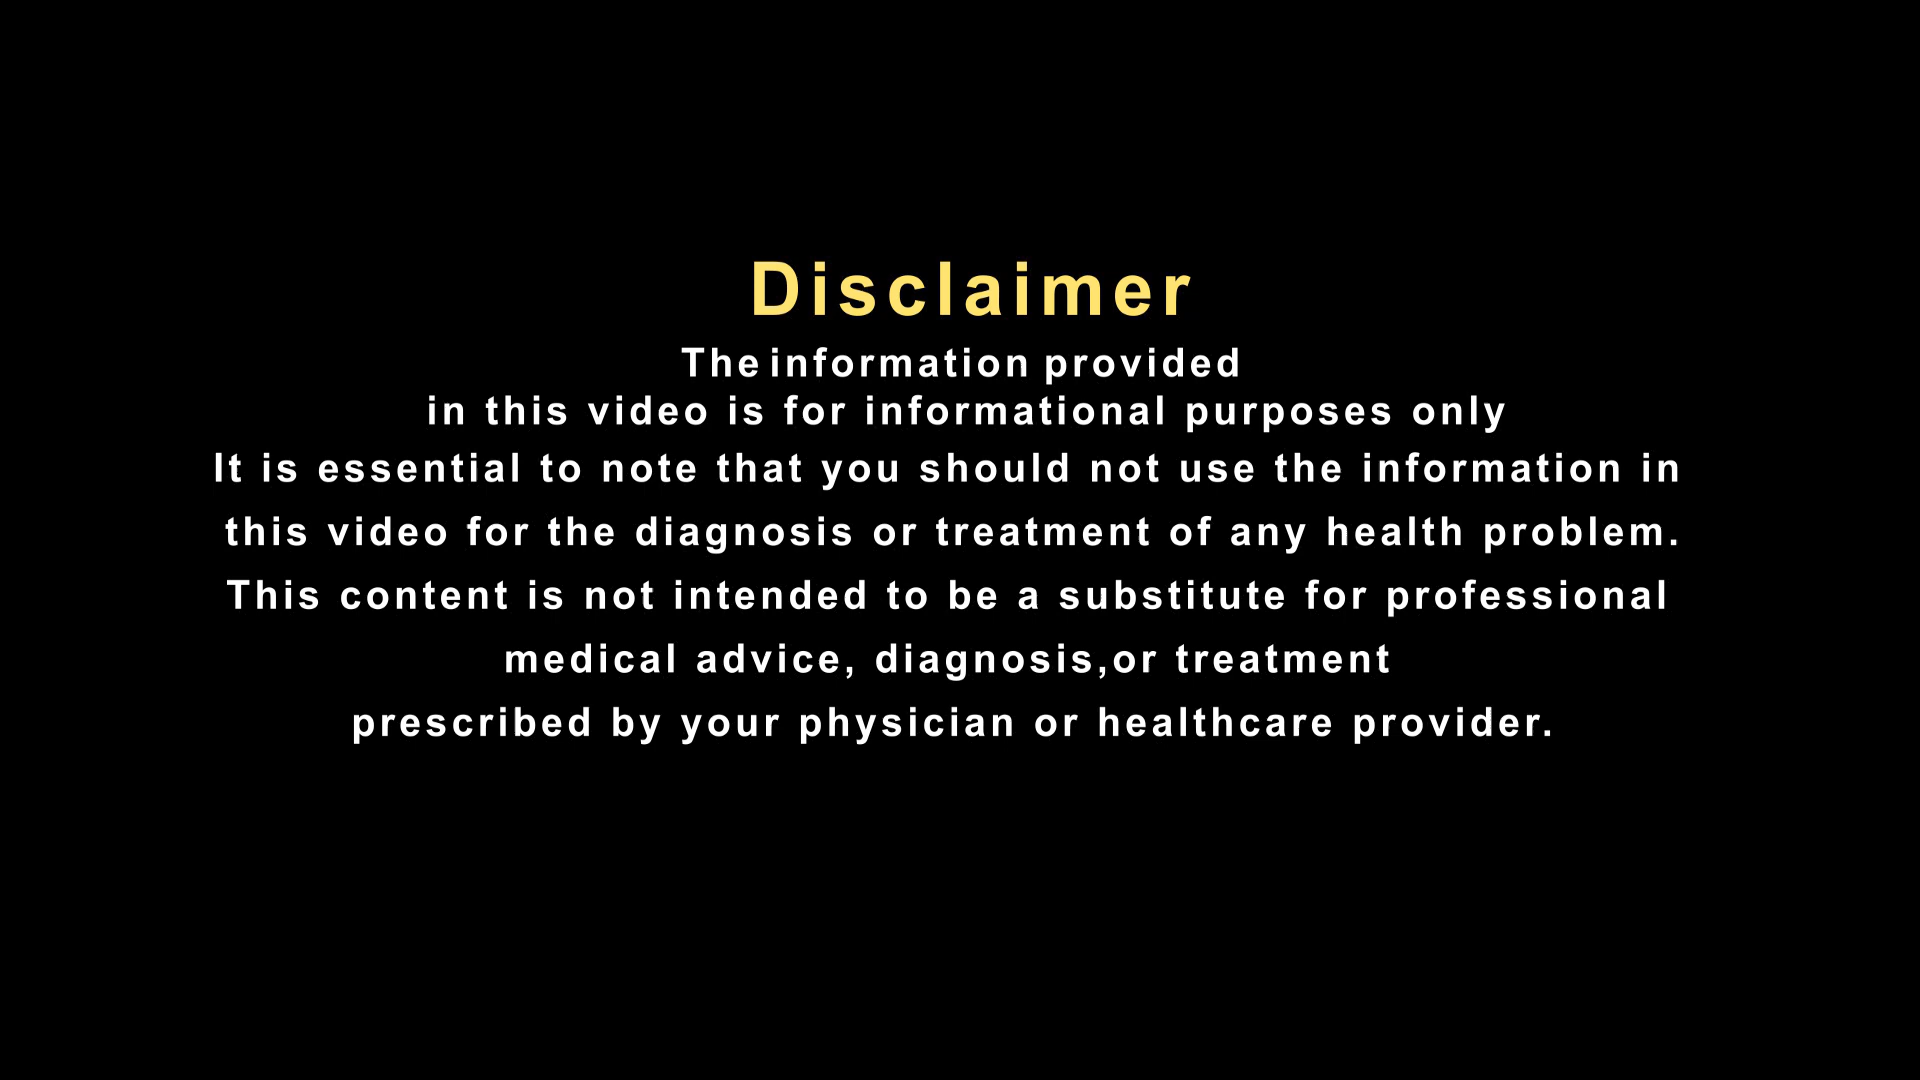 Disclaimer
The information provided
in this video is for informational purposes only
It is essential to note that you should not use the information in
this video for the diagnosis or treatment of any health problem.
This content is not intended to be a substitute for professional
medical advice, diagnosis,or treatment
prescribed by your physician or healthcare provider.